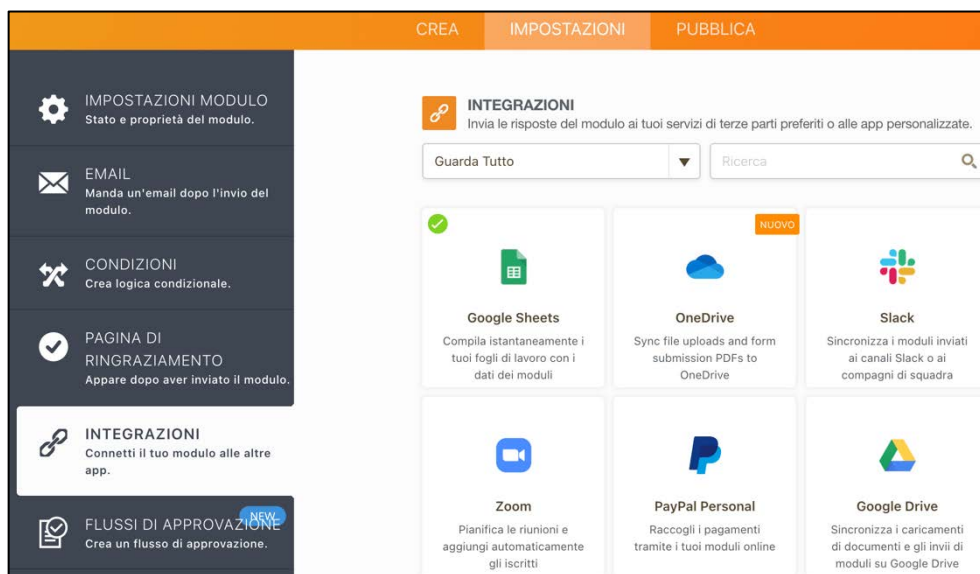 CREA IMPOSTAZIONI PUBBLICA
IMPOSTAZIONI MODULO
Stato e proprietà del modulo.
EMAIL
Manda un'email dopo l'invio del
modulo.
CONDIZIONI
Crea logica condizionale.
PAGINA DI
RINGRAZIAMENTO
Appare dopo aver inviato il modulo.
INTEGRAZIONI
Connetti il tuo modulo alle altre
app.
NEW
FLUSSI DI APPROVAZIONE
Crea un flusso di approvazione.
INTEGRAZIONI
Invia le risposte del modulo ai tuoi servizi di terze parti preferiti o alle app personalizzate.
Guarda Tutto
Ricerca
Google Sheets
Compila istantaneamente i
tuoi fogli di lavoro con i
dati dei moduli
NUOVO
OneDrive
Sync file uploads and form
submission PDFs to
OneDrive
Slack
Sincronizza i moduli inviati
ai canali Slack o ai
compagni di squadra
Zoom
Pianifica le riunioni e
aggiungi automaticamente
gli iscritti
PayPal Personal
Raccogli i pagamenti
tramite i tuoi moduli online
Google Drive
Sincronizza i caricamenti
di documenti e gli invii di
moduli su Google Drive